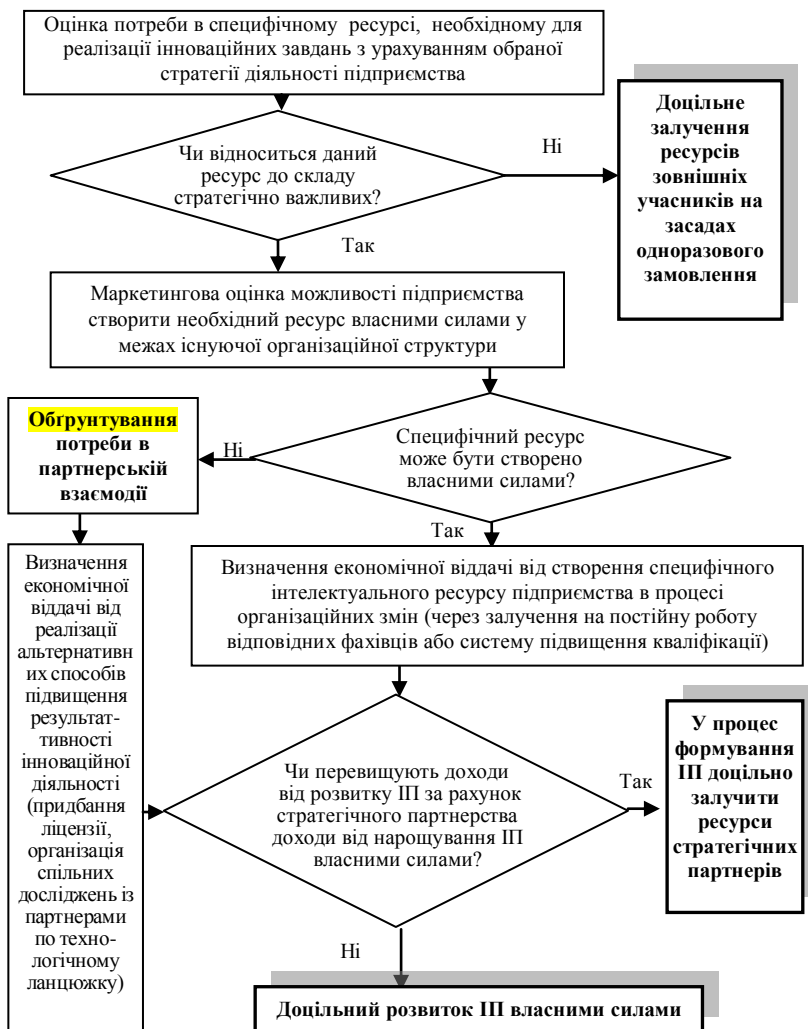 Оцінка потреби в специфічному ресурсі, необхідному для
реалізації інноваційних завдань з урахуванням обраної
стратегії діяльності підприємства
Чи відноситься даний
ресурс до складу
стратегічно важливих?
Ні
Доцільне
залучення
ресурсів
зовнішніх
учасників на
засадах
одноразового
замовлення
Так
Маркетингова оцінка можливості підприємства
створити необхідний ресурс власними силами у
межах існуючої організаційної структури
Специфічний ресурс
може бути створено
власними силами?
Ні
Обґрунтування
потреби в
партнерській
взаємодії
Так
Визначення
економічної
віддачі від
реалізації
альтернативн
их способів
підвищення
результат-
тивності
інноваційної
діяльності
(придбання
ліцензії,
організація
спільних
досліджень із
партнерами
по техно-
логічному
ланцюжку)
Визначення економічної віддачі від створення специфічного
інтелектуального ресурсу підприємства в процесі
організаційних змін (через залучення на постійну роботу
відповідних фахівців або систему підвищення кваліфікації)
Чи перевищують доходи
від розвитку ІП за рахунок
стратегічного партнерства
доходи від нарощування ІП
власними силами?
Так
У процес
формування
ІП доцільно
залучити
ресурси
стратегічних
партнерів
Ні
Доцільний розвиток ІП власними силами